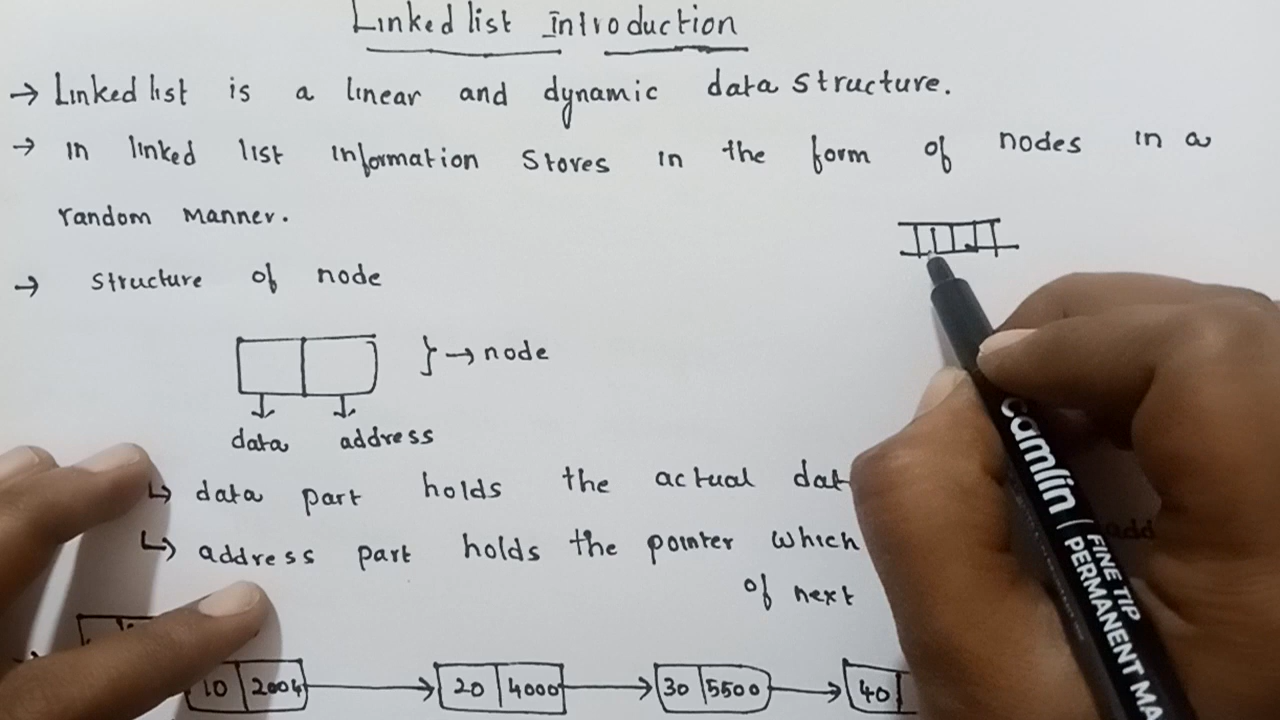 Linked list Introduction
→ Linked list is a linear and dynamic data structure.
→ In linked list information stores in the form of nodes in a
random manner.
→ structure of node
} → node
data address
↳ data part holds the actual dat
↳ address part holds the pointer which add
of next
10 2004 → 20 4000 → 30 5500 → 40
camlin FINE TIP
PERMANENT MA